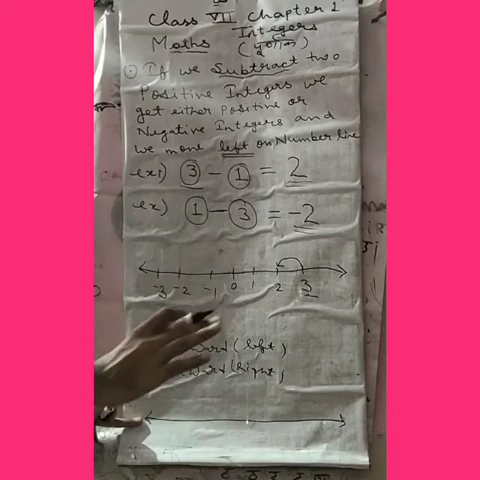 Class VII Chapter 1
Integers
Maths (पूर्णांक)
If we Subtract two
Positive Integers we
get either Positive or
Negative Integers and
we move left on Number line
ex1) 3 - 1 = 2
ex) 1 - 3 = -2
-3 -2 -1 0 1 2 3
(left)
(Right)